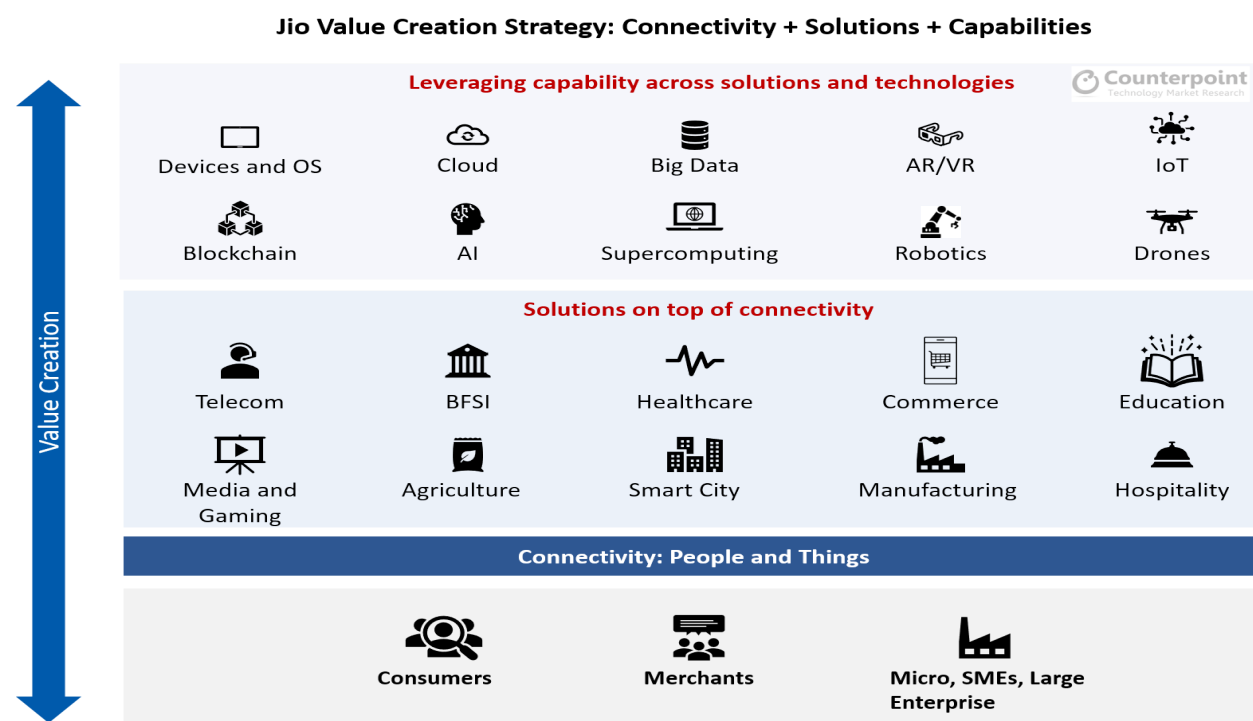 Jio Value Creation Strategy: Connectivity + Solutions + Capabilities
Leveraging capability across solutions and technologies
Counterpoint
Technology Market Research
Devices and OS
Cloud
Big Data
AR/VR
IoT
Blockchain
AI
Supercomputing
Robotics
Drones
Value Creation
Solutions on top of connectivity
Telecom
BFSI
Healthcare
Commerce
Education
Media and
Gaming
Agriculture
Smart City
Manufacturing
Hospitality
Connectivity: People and Things
Consumers
Merchants
Micro, SMEs, Large
Enterprise